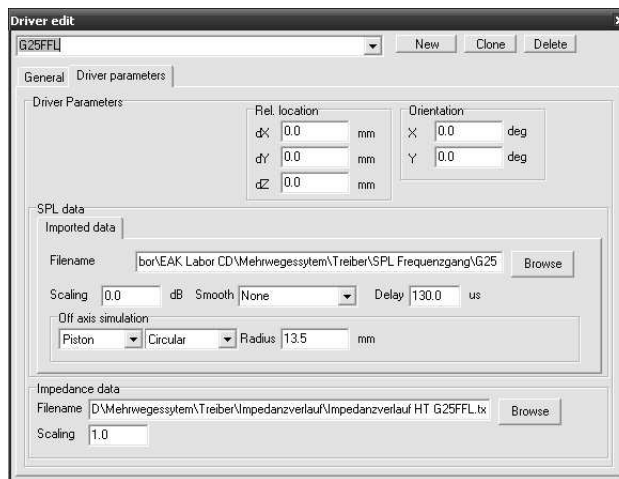 Driver edit
G25FFL New Clone Delete
General Driver parameters
Driver Parameters
Rel. location Orientation
dX 0.0 mm X 0.0 deg
dY 0.0 mm Y 0.0 deg
dZ 0.0 mm
SPL data
Imported data
Filename bor\EAK Labor CD\Mehrwegessytem\Treiber\SPL Frequenzgang\G25 Browse
Scaling 0.0 dB Smooth None Delay 130.0 us
Off axis simulation
Piston Circular Radius 13.5 mm
Impedance data
Filename D\Mehrwegessytem\Treiber\Impedanzverlauf\Impedanzverlauf HT G25FFL.tx Browse
Scaling 1.0